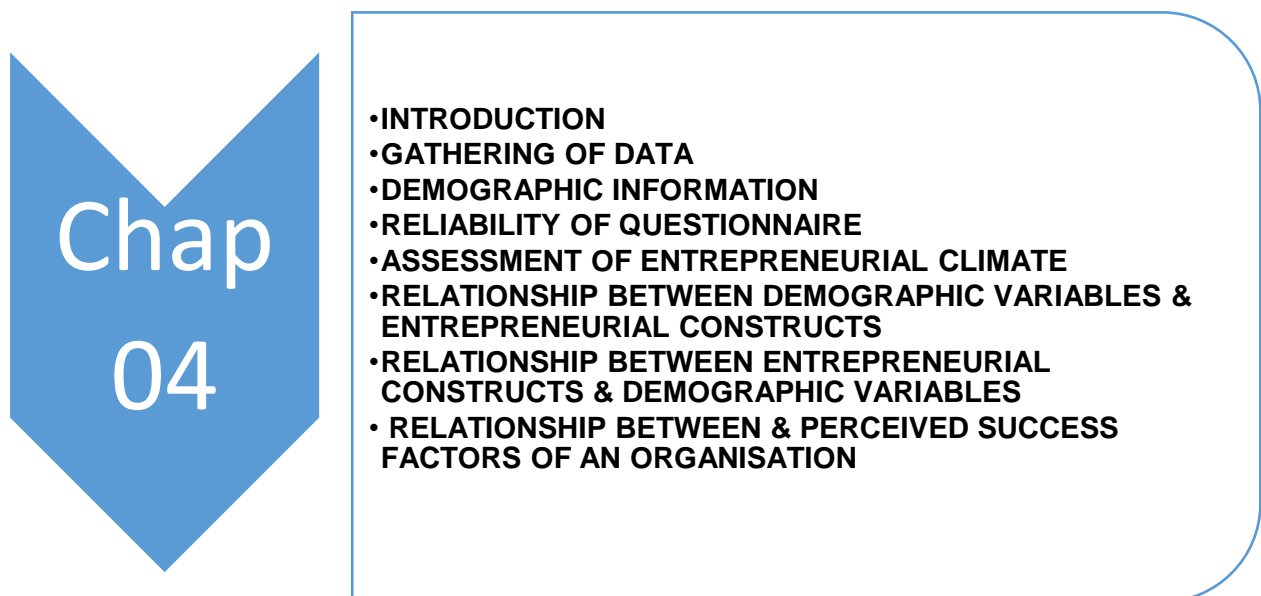 Chap
04
•INTRODUCTION
•GATHERING OF DATA
•DEMOGRAPHIC INFORMATION
•RELIABILITY OF QUESTIONNAIRE
•ASSESSMENT OF ENTREPRENEURIAL CLIMATE
•RELATIONSHIP BETWEEN DEMOGRAPHIC VARIABLES &
ENTREPRENEURIAL CONSTRUCTS
•RELATIONSHIP BETWEEN ENTREPRENEURIAL
CONSTRUCTS & DEMOGRAPHIC VARIABLES
• RELATIONSHIP BETWEEN & PERCEIVED SUCCESS
FACTORS OF AN ORGANISATION